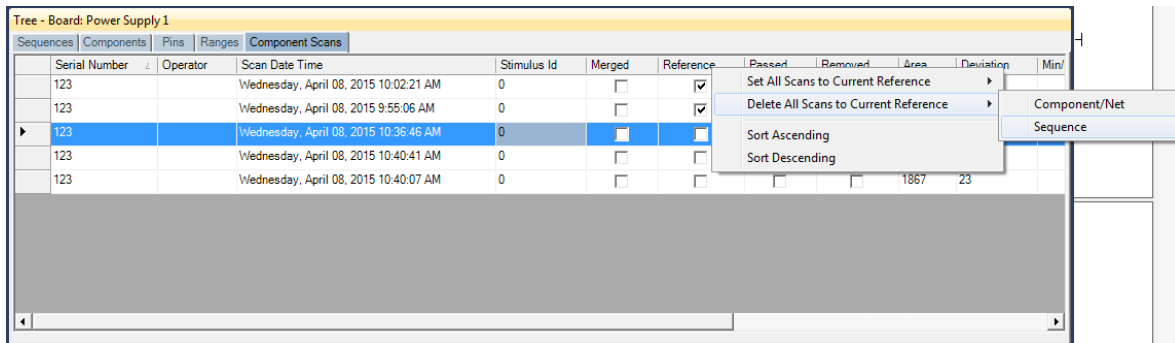 Tree - Board: Power Supply 1
Sequences Components Pins Ranges Component Scans
Serial Number Operator Scan Date Time Stimulus Id Merged Reference Passed Removed Area Deviation Min/
123 Wednesday, April 08, 2015 10:02:21 AM 0
Set All Scans to Current Reference
123 Wednesday, April 08, 2015 9:55:06 AM 0
Delete All Scans to Current Reference
Component/Net
123 Wednesday, April 08, 2015 10:36:46 AM 0
Sequence
Sort Ascending
123 Wednesday, April 08, 2015 10:40:41 AM 0
Sort Descending
123 Wednesday, April 08, 2015 10:40:07 AM 0 1867 23